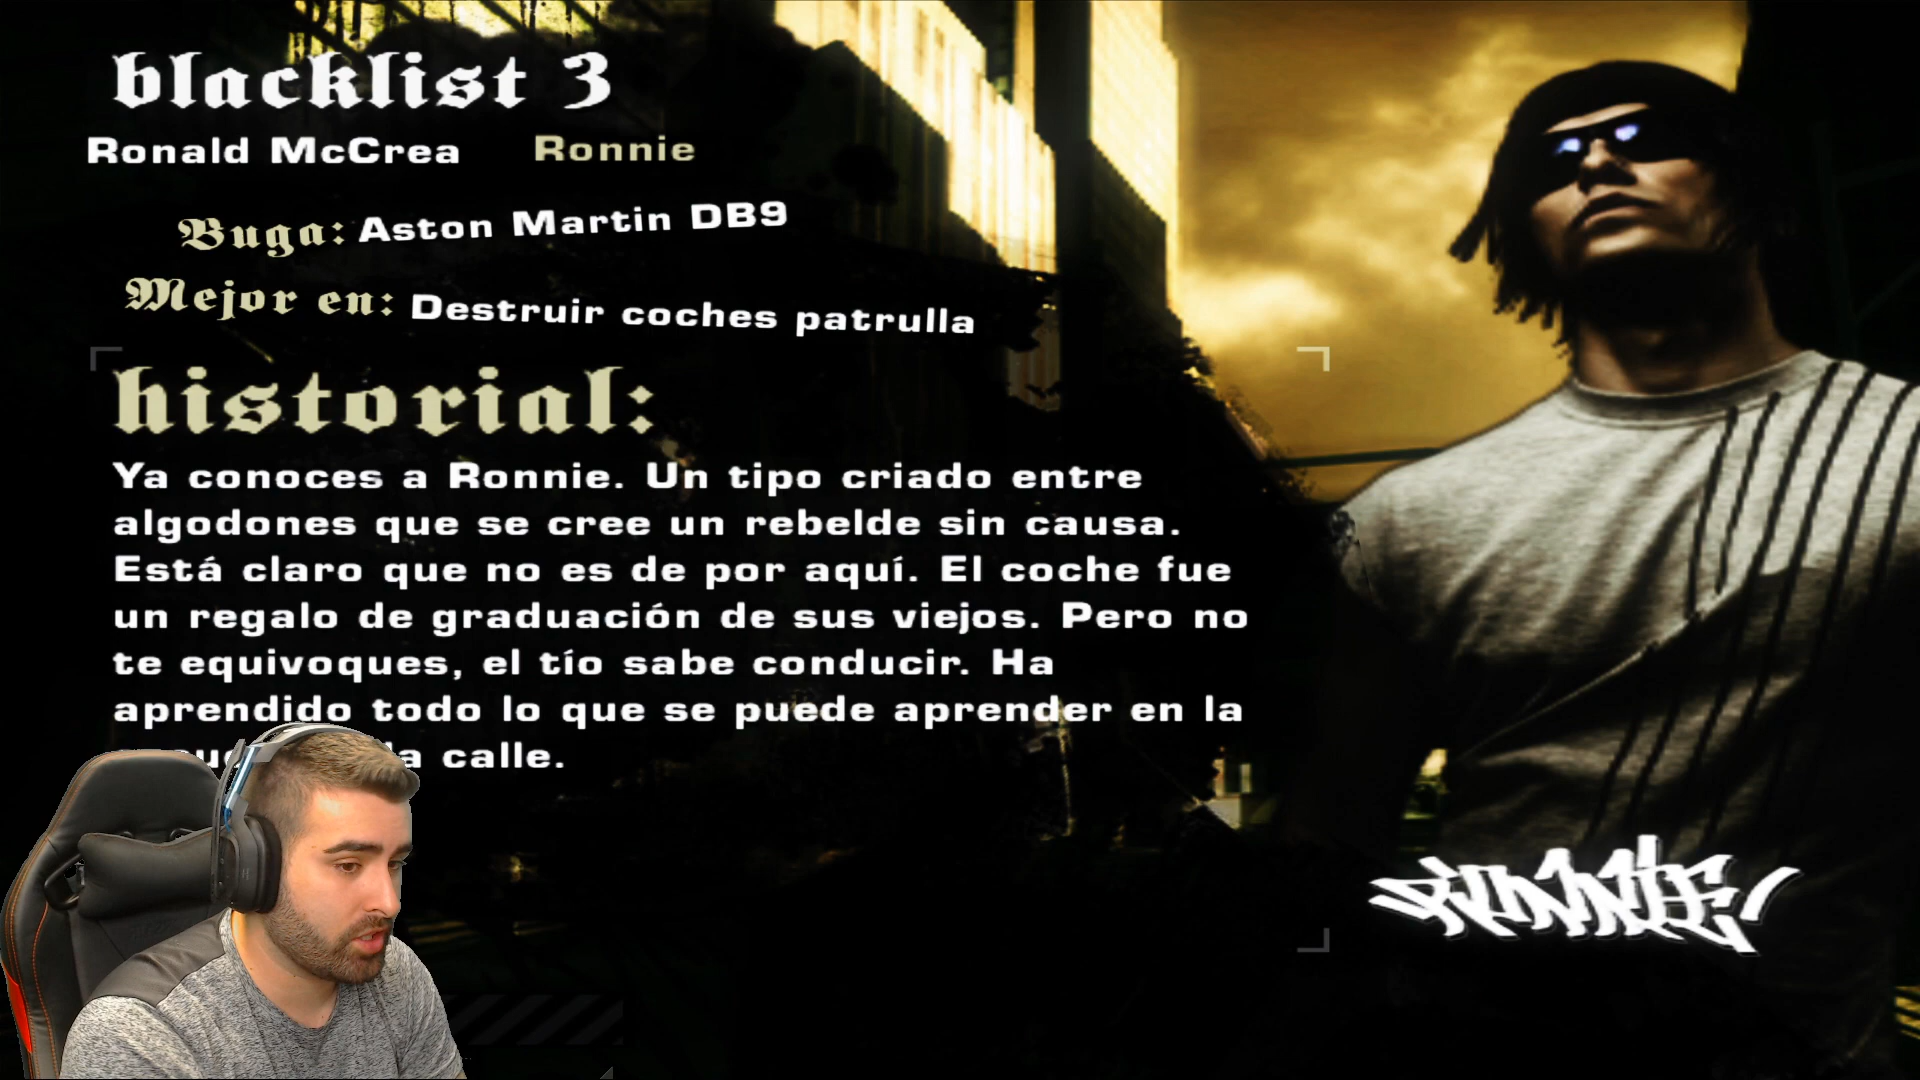 blacklist 3
Ronald McCrea Ronnie
Buga: Aston Martin DB9
Mejor en: Destruir coches patrulla
historial:
Ya conoces a Ronnie. Un tipo criado entre
algodones que se cree un rebelde sin causa.
Está claro que no es de por aquí. El coche fue
un regalo de graduación de sus viejos. Pero no
te equivoques, el tío sabe conducir. Ha
aprendido todo lo que se puede aprender en la
calle.
RONNIE